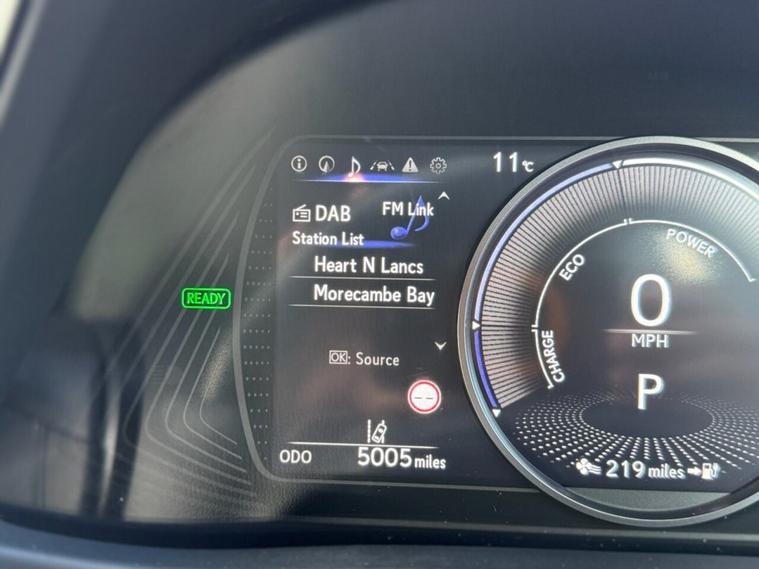 11°C
DAB
FM Link
Station List
Heart N Lancs
Morecambe Bay
READY
OK: Source
--
ODO 5005 miles
CHARGE
ECO
POWER
0
MPH
P
219 miles